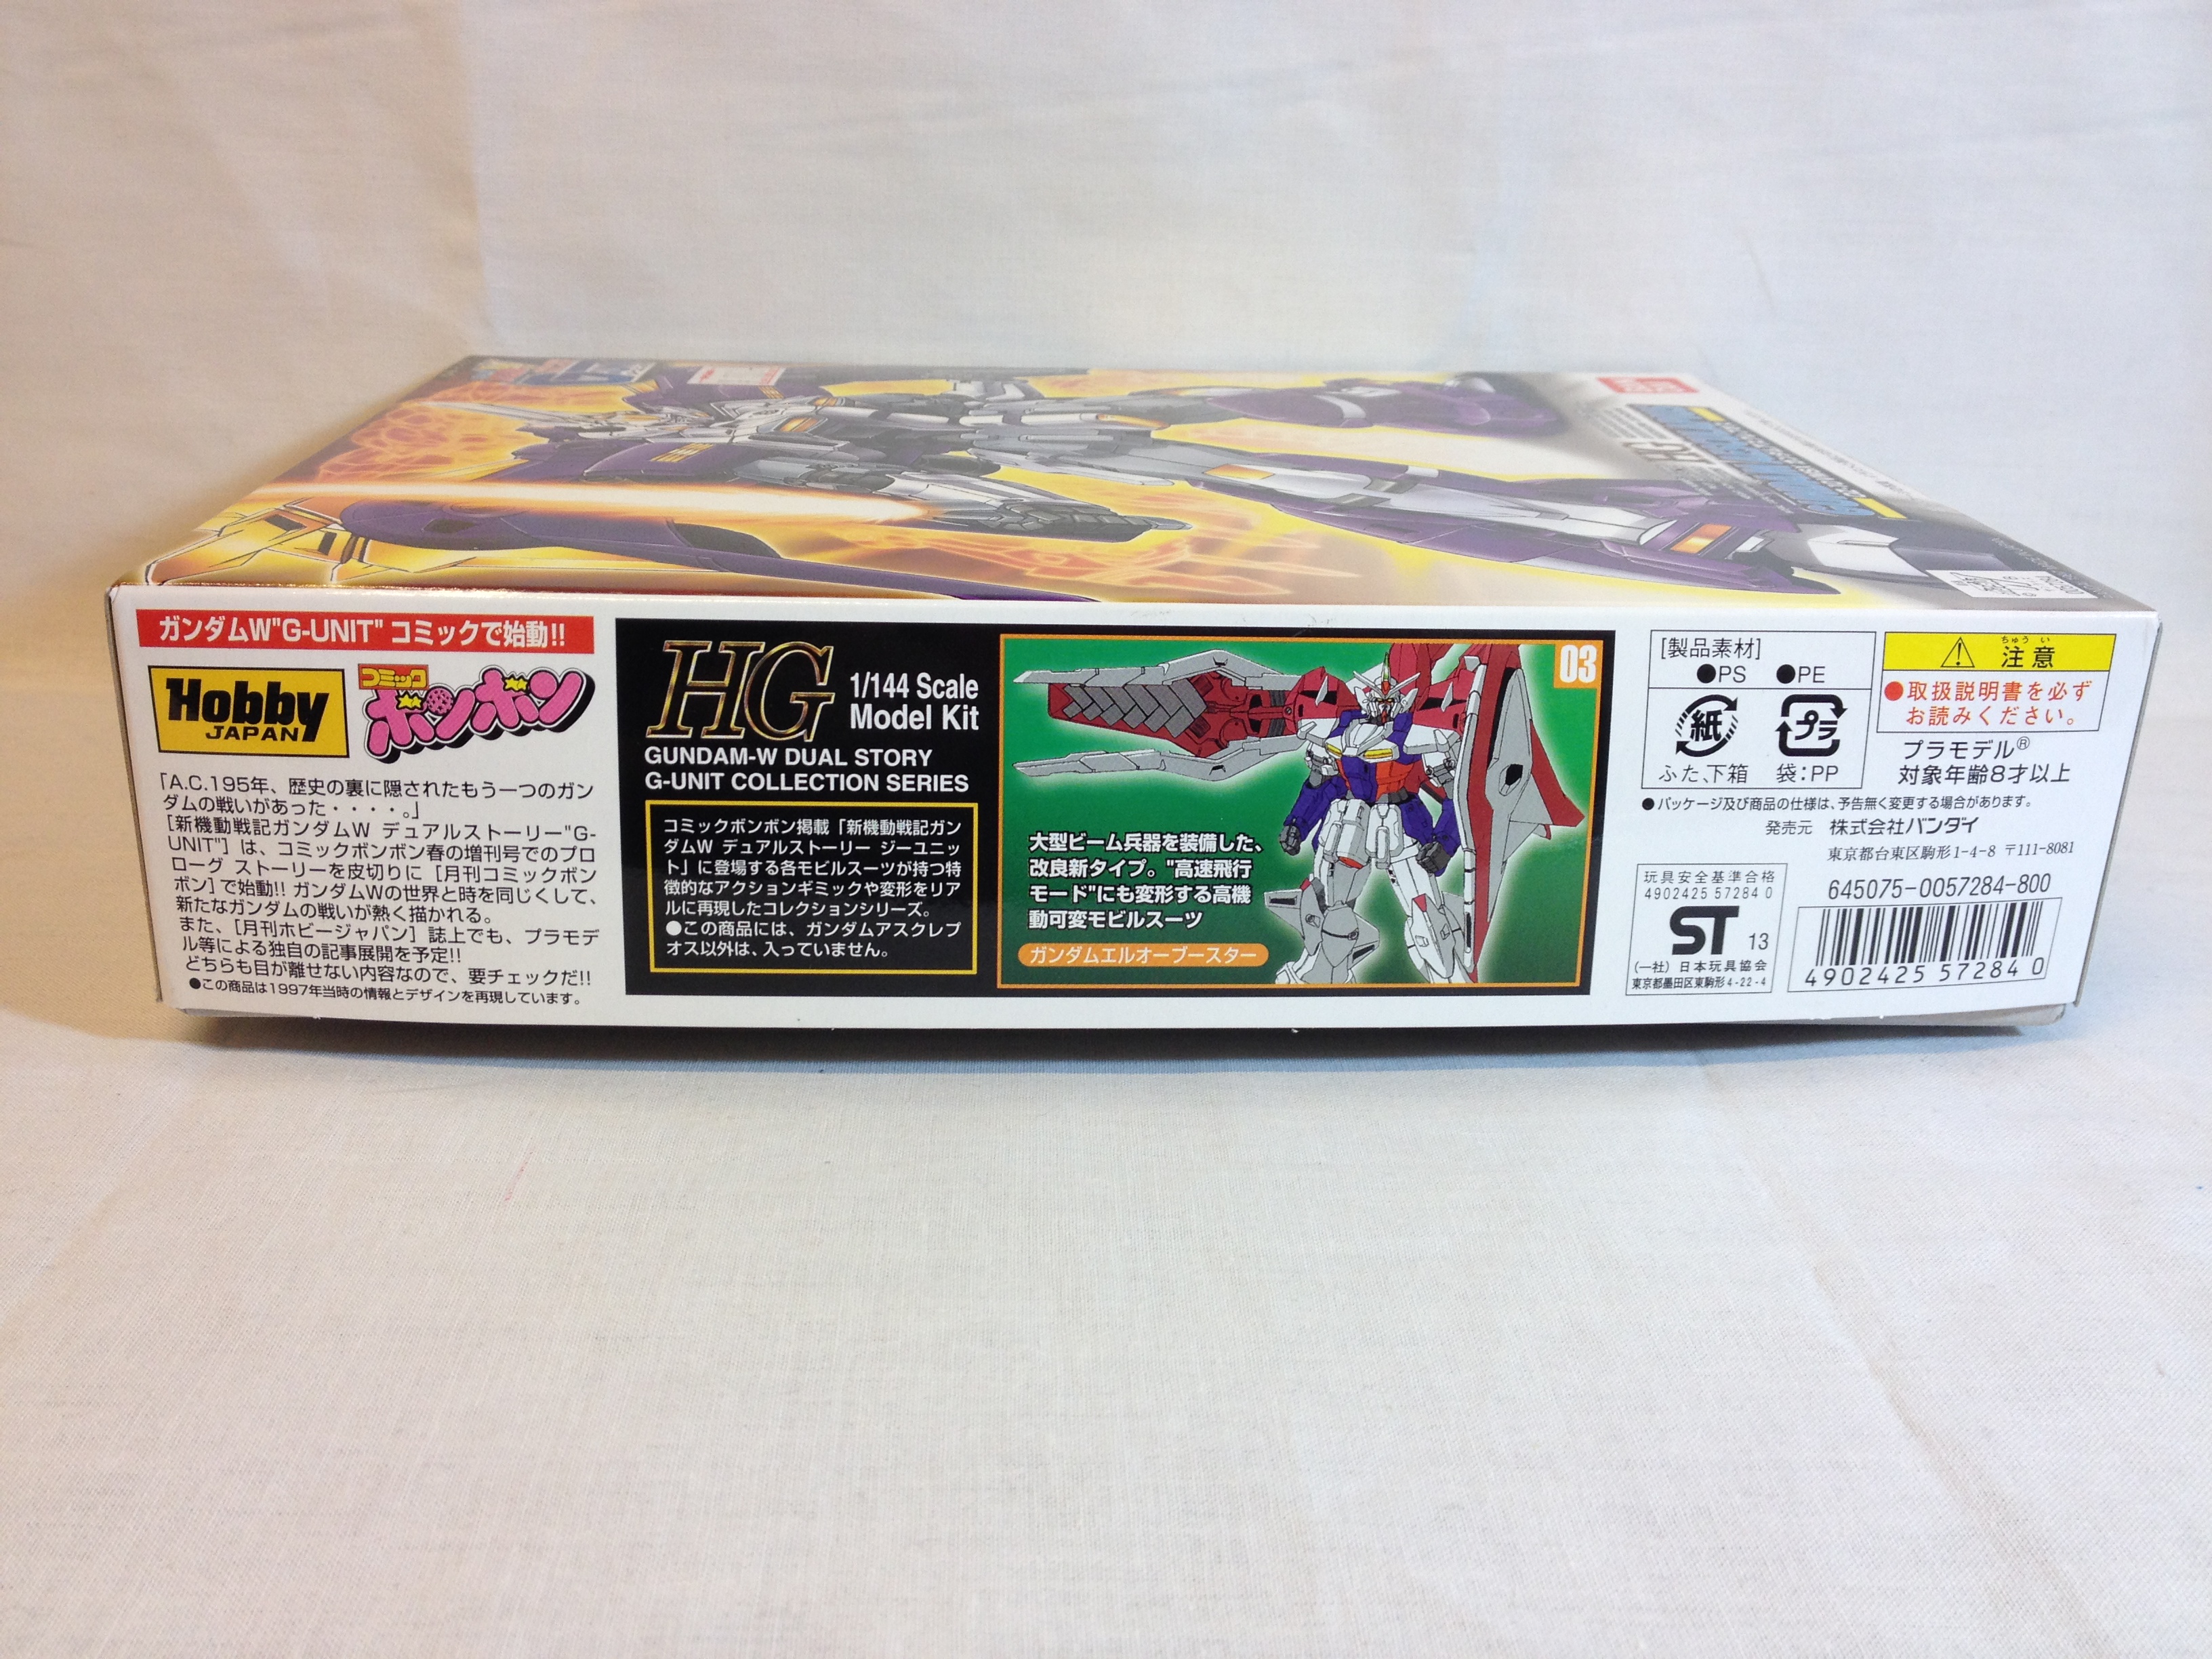 ガンダムW"G-UNIT" コミックで始動!!
Hobby
JAPAN
コミック
ボンボン
「A.C.195年、歴史の裏に隠されたもう一つのガン
ダムの戦いがあった・・・・。」
[新機動戦記ガンダムW デュアルストーリー"G-
UNIT"]は、コミックボンボン春の増刊号でのプロ
ローグ ストーリーを皮切りに[月刊コミックボン
ボン]で始動!! ガンダムWの世界と時を同じくして、
新たなガンダムの戦いが熱く描かれる。
また、[月刊ホビージャパン]誌上でも、プラモデ
ル等による独自の記事展開を予定!!
どちらも目が離せない内容なので、要チェックだ!!
●この商品は1997年当時の情報とデザインを再現しています。
HG
1/144 Scale
Model Kit
GUNDAM-W DUAL STORY
G-UNIT COLLECTION SERIES
コミックボンボン掲載「新機動戦記ガン
ダムW デュアルストーリー ジーユニッ
ト」に登場する各モビルスーツが持つ特
徴的なアクションギミックや変形をリア
ルに再現したコレクションシリーズ。
●この商品には、ガンダムアスクレプ
オス以外は、入っていません。
03
大型ビーム兵器を装備した、
改良新タイプ。"高速飛行
モード"にも変形する高機
動可変モビルスーツ
ガンダムエルオーブースター
[製品素材]
●PS ●PE
紙 プラ
ふた、下箱 袋:PP
ちゅうい
注意
●取扱説明書を必ず
お読みください。
プラモデル®
対象年齢8才以上
●パッケージ及び商品の仕様は、予告無く変更する場合があります。
発売元 株式会社バンダイ
東京都台東区駒形1-4-8 〒111-8081
玩具安全基準合格
4902425 57284 0
ST 13
(一社) 日本玩具協会
東京都墨田区東駒形4-22-4
645075-0057284-800
4902425 572840